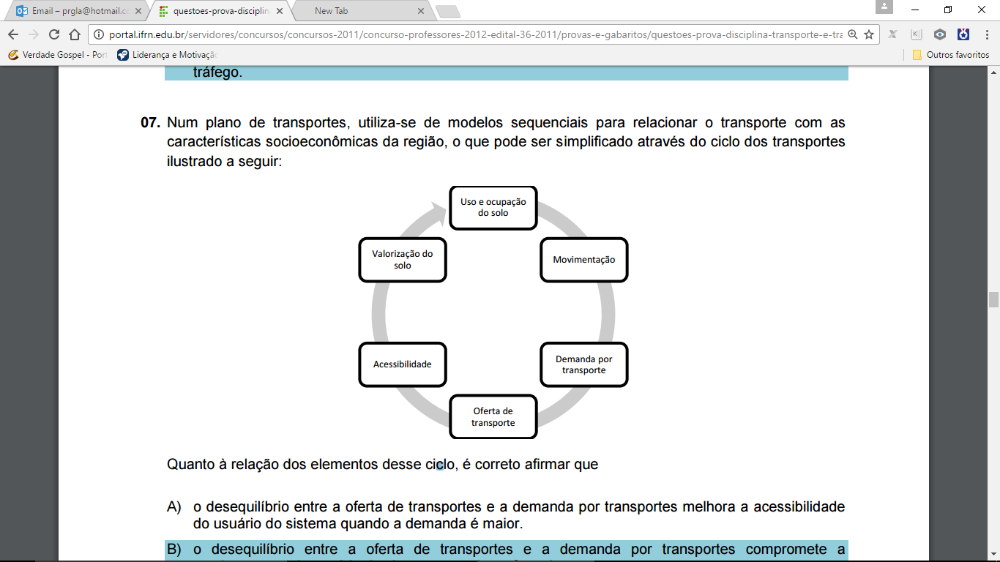 Email – prgla@hotmail.c
questoes-prova-disciplin
New Tab
portal.ifrn.edu.br/servidores/concursos/concursos-2011/concurso-professores-2012-edital-36-2011/provas-e-gabaritos/questoes-prova-disciplina-transporte-e-tra
Verdade Gospel - Port
Liderança e Motivaçã
Outros favoritos
tráfego.
07. Num plano de transportes, utiliza-se de modelos sequenciais para relacionar o transporte com as
características socioeconômicas da região, o que pode ser simplificado através do ciclo dos transportes
ilustrado a seguir:
Uso e ocupação
do solo
Movimentação
Demanda por
transporte
Oferta de
transporte
Acessibilidade
Valorização do
solo
Quanto à relação dos elementos desse ciclo, é correto afirmar que
A) o desequilíbrio entre a oferta de transportes e a demanda por transportes melhora a acessibilidade
do usuário do sistema quando a demanda é maior.
B) o desequilíbrio entre a oferta de transportes e a demanda por transportes compromete a